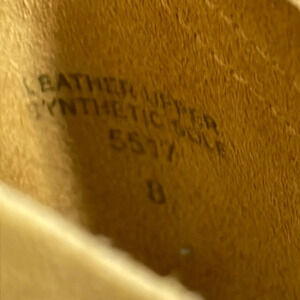 LEATHER UPPER
SYNTHETIC SOLE
5517
8